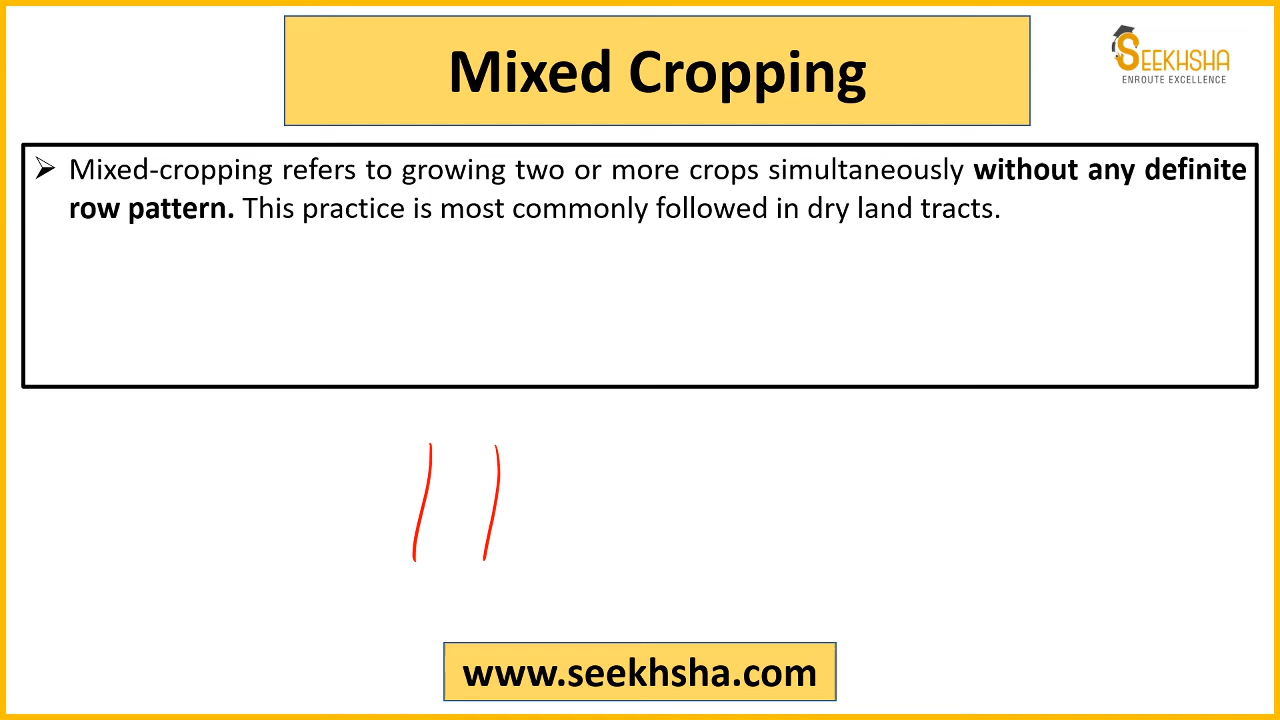 Mixed Cropping
SEEKHSHA
ENROUTE EXCELLENCE
Mixed-cropping refers to growing two or more crops simultaneously without any definite
row pattern. This practice is most commonly followed in dry land tracts.
www.seekhsha.com